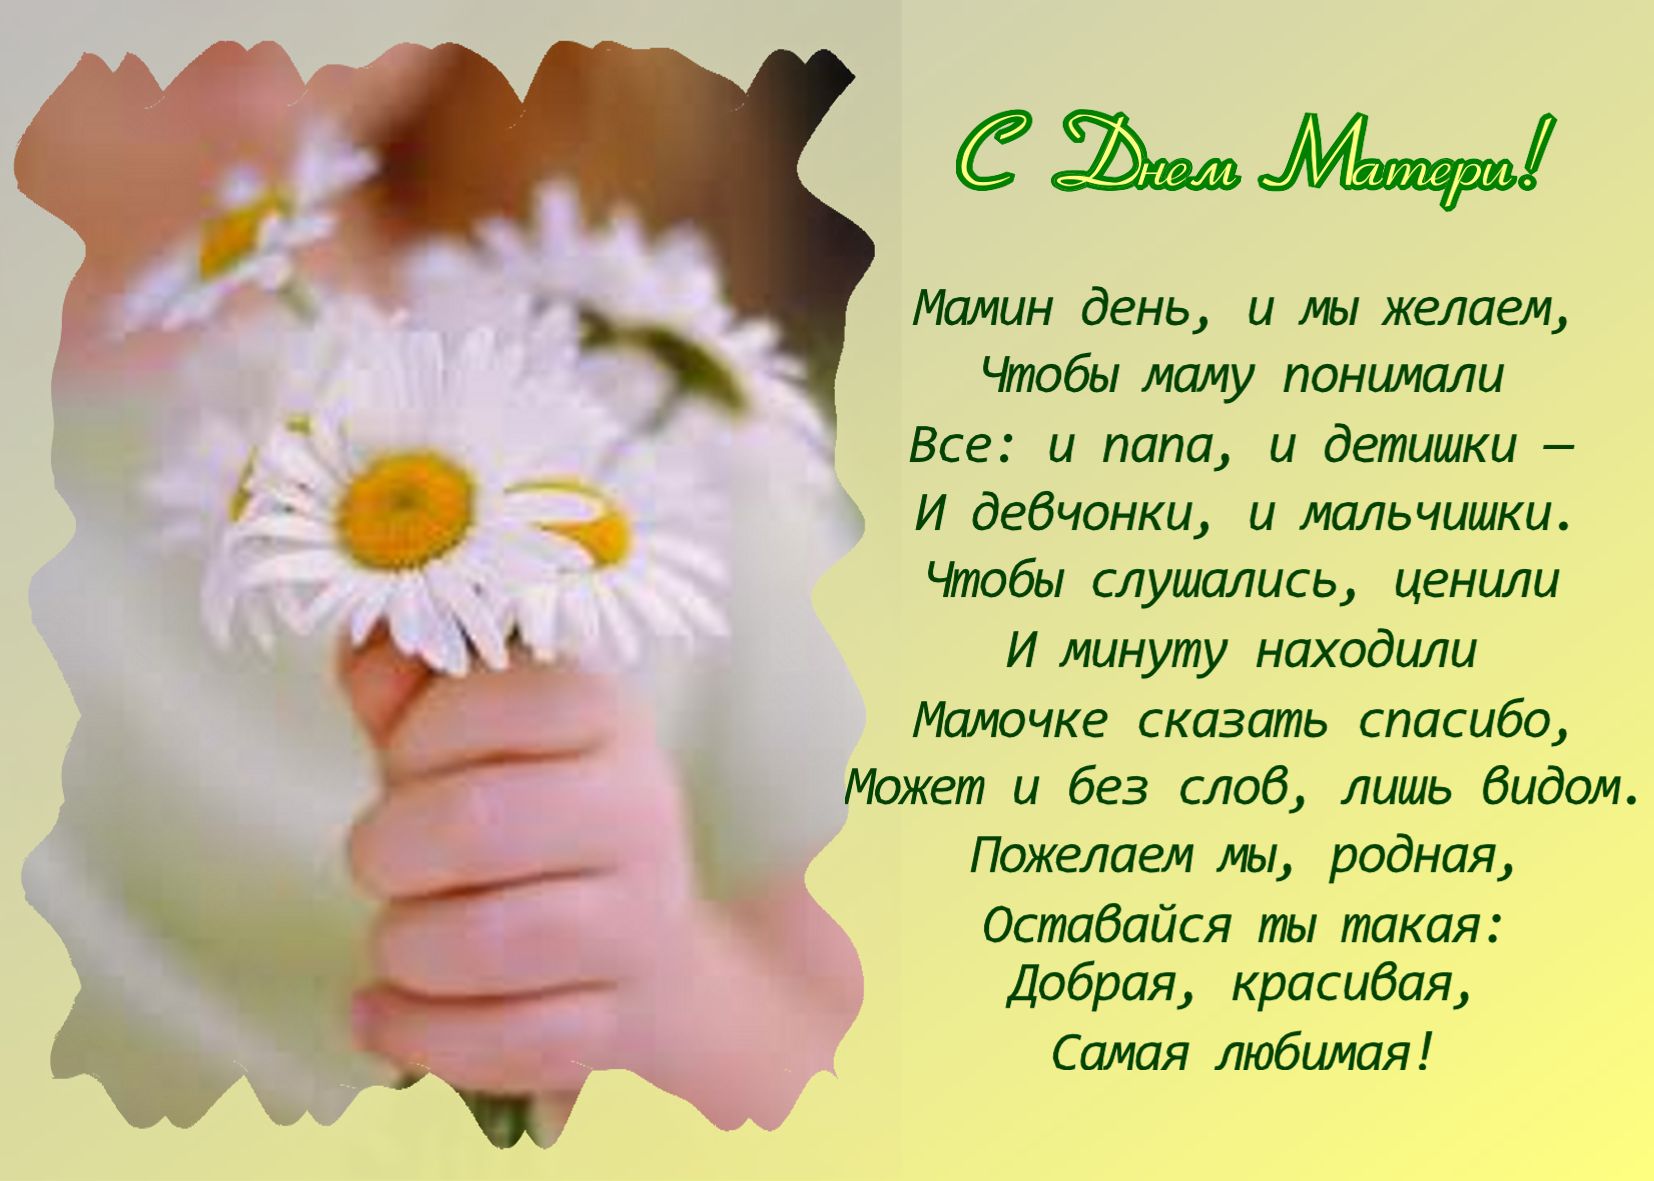 С Днем Матери!
Мамин день, и мы желаем,
Чтобы маму понимали
Все: и папа, и детишки —
И девчонки, и мальчишки.
Чтобы слушались, ценили
И минуту находили
Мамочке сказать спасибо,
Может и без слов, лишь видом.
Пожелаем мы, родная,
Оставайся ты такая:
Добрая, красивая,
Самая любимая!